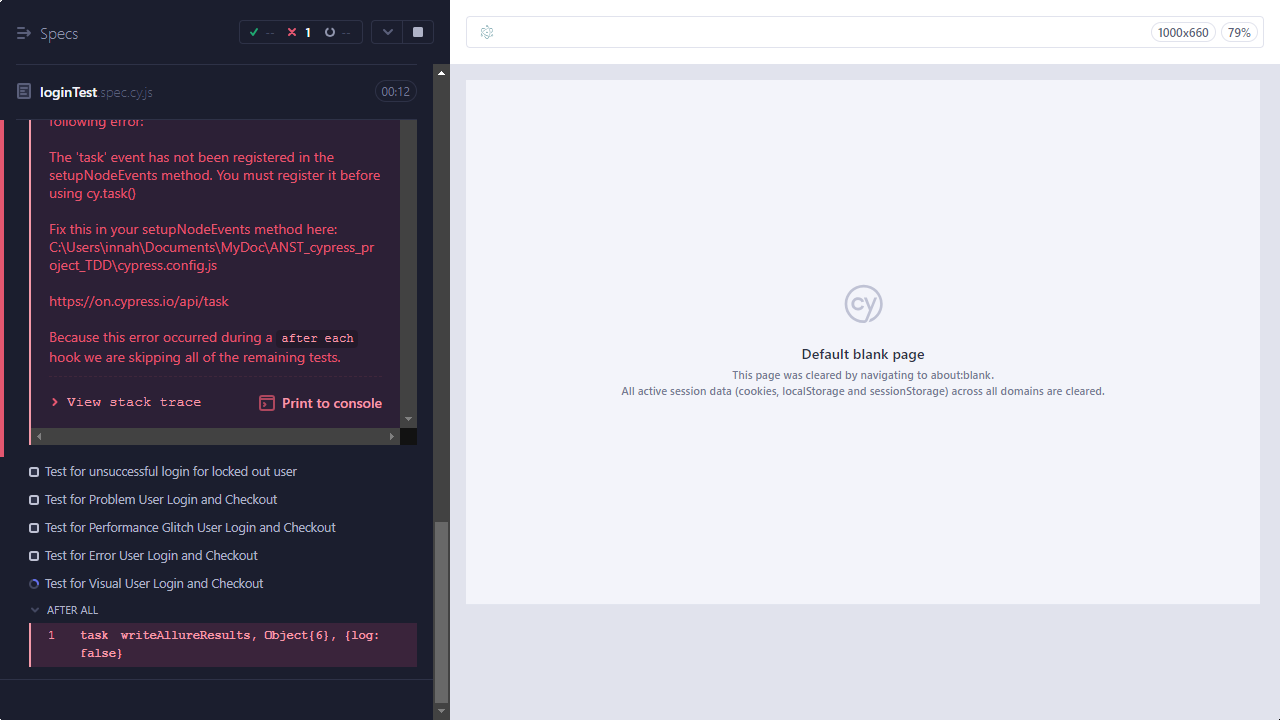 Specs
--
1
--
1000x660
79%
loginTest.spec.cy.js
00:12
following error:
The 'task' event has not been registered in the
setupNodeEvents method. You must register it before
using cy.task()
Fix this in your setupNodeEvents method here:
C:\Users\innah\Documents\MyDoc\ANST_cypress_pr
oject_TDD\cypress.config.js
https://on.cypress.io/api/task
Because this error occurred during a after each
hook we are skipping all of the remaining tests.
View stack trace
Print to console
Test for unsuccessful login for locked out user
Test for Problem User Login and Checkout
Test for Performance Glitch User Login and Checkout
Test for Error User Login and Checkout
Test for Visual User Login and Checkout
AFTER ALL
1 task writeAllureResults, Object{6}, {log:
false}
cy
Default blank page
This page was cleared by navigating to about:blank.
All active session data (cookies, localStorage and sessionStorage) across all domains are cleared.